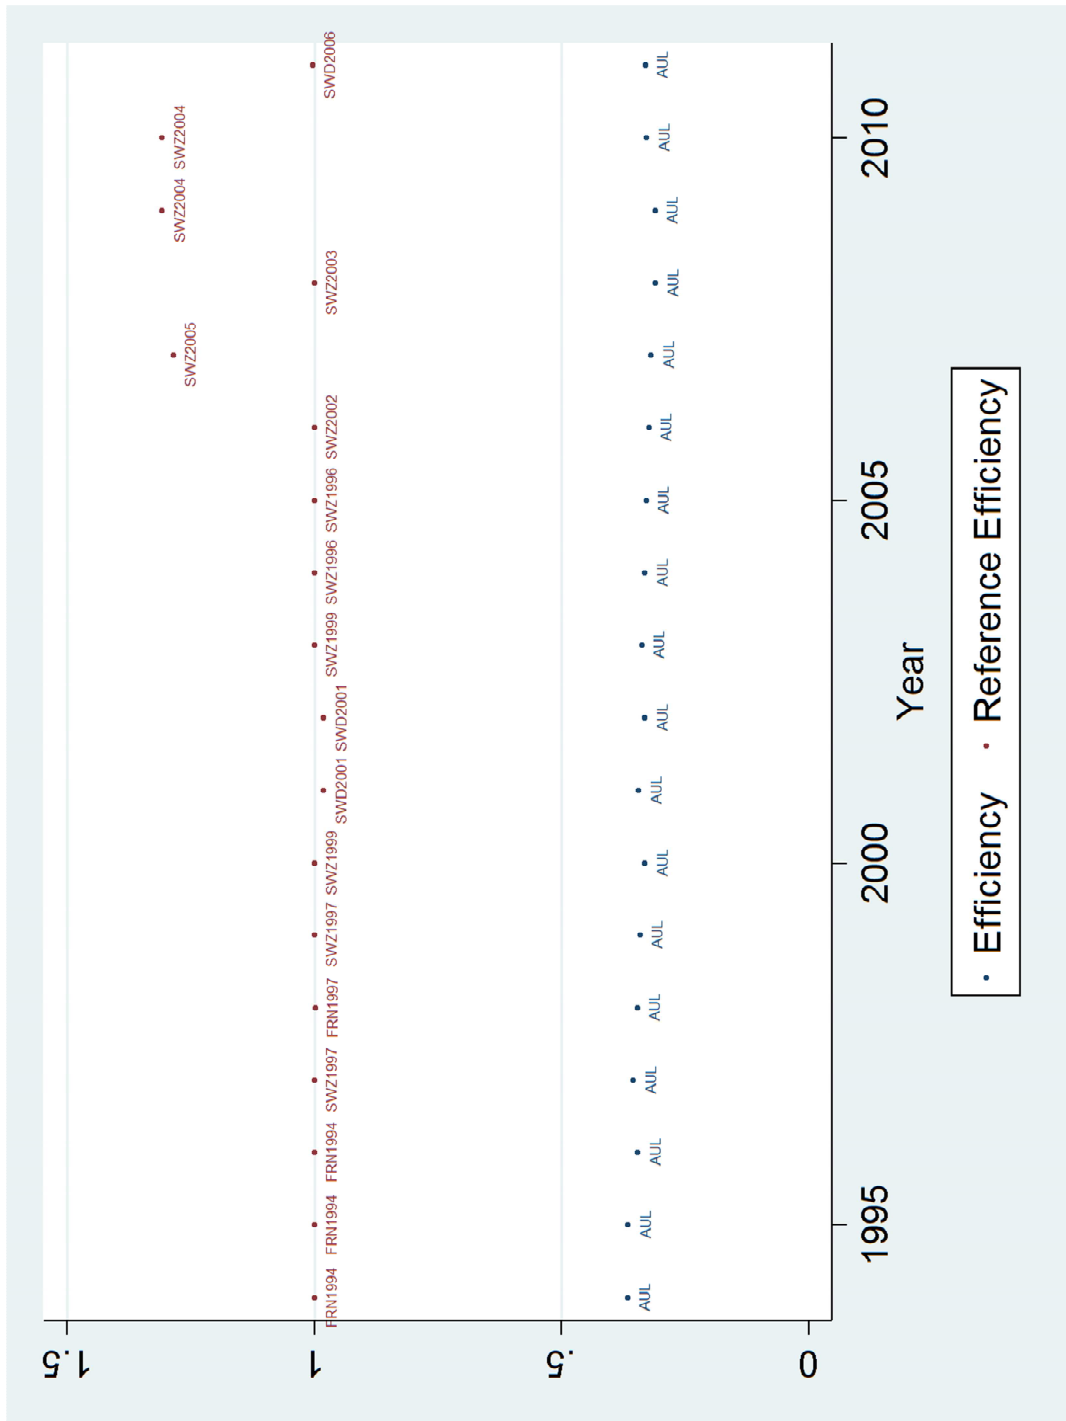 1.5
1
.5
0
FRN1994 FRN1994 FRN1994 SWZ1997 FRN1997 SWZ1997 SWZ1999 SWD2001 SWD2001 SWZ1999 SWZ1996 SWZ1996 SWZ2002 SWZ2005 SWZ2003 SWZ2004 SWZ2004 SWD2006
AUL AUL AUL AUL AUL AUL AUL AUL AUL AUL AUL AUL AUL AUL AUL AUL AUL AUL
1995 2000 2005 2010
Year
Efficiency Reference Efficiency